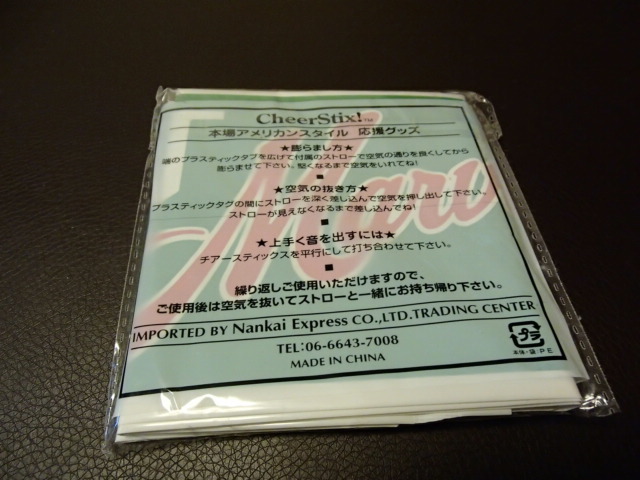 CheerStix!™
本場アメリカンスタイル 応援グッズ
★膨らまし方★
端のプラスティックタブを広げて付属のストローで空気の通りを良くしてから
膨らませて下さい。堅くなるまで空気をいれてね!
■
★空気の抜き方★
プラスティックタグの間にストローを深く差し込んで空気を押し出して下さい。
ストローが見えなくなるまで差し込んでね!
■
★上手く音を出すには★
チアースティックスを平行にして打ち合わせて下さい。
■
繰り返しご使用いただけますので、
ご使用後は空気を抜いてストローと一緒にお持ち帰り下さい。
IMPORTED BY Nankai Express CO.,LTD.TRADING CENTER
TEL:06-6643-7008
MADE IN CHINA
プラ
本体・袋:PE